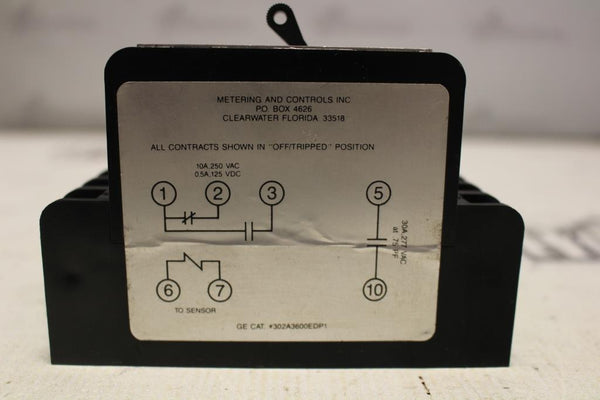 METERING AND CONTROLS INC
P.O. BOX 4626
CLEARWATER FLORIDA 33518
ALL CONTRACTS SHOWN IN "OFF/TRIPPED" POSITION
10A,250 VAC
0.5A,125 VDC
1 2 3 5
30A 277 VAC
at .75 PF
6 7 10
TO SENSOR
GE CAT. #302A3600EDP1